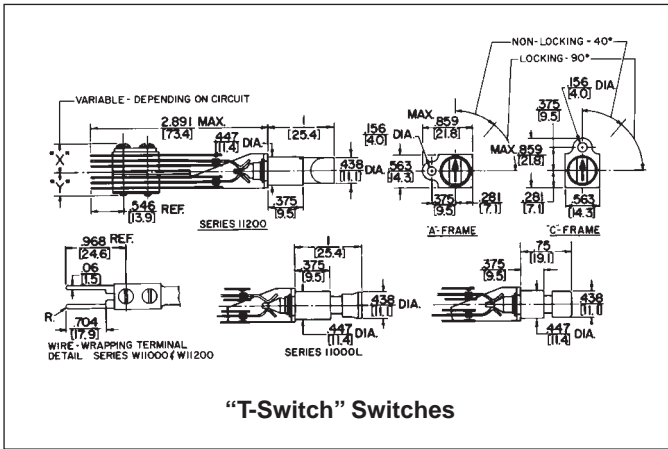 NON-LOCKING-40°
LOCKING-90°
VARIABLE - DEPENDING ON CIRCUIT
2.891 MAX.
[73.4]
1
[25.4]
.447
[11.4] DIA.
.438 DIA.
[11.1]
.375
[9.5]
"X"
"Y"
.546 REF.
[13.9]
SERIES 11200
MAX. .859
[21.8]
.156
[4.0] DIA.
.563
[14.3]
.375
[9.5]
.281
[7.1]
"A"-FRAME
.156 DIA.
[4.0]
.375
[9.5]
MAX. .859
[21.8]
.281
[7.1]
.563
[14.3]
"C"-FRAME
.968 REF.
[24.6]
.06
[1.5]
R.
.704
[17.9]
WIRE-WRAPPING TERMINAL
DETAIL SERIES W11000 & W11200
1
[25.4]
.375
[9.5]
.438 DIA.
[11.1]
.447
[11.4] DIA.
SERIES 11000L
.75
[19.1]
.375
[9.5]
.438
[11.1] DIA.
.447
[11.4] DIA.
“T-Switch” Switches